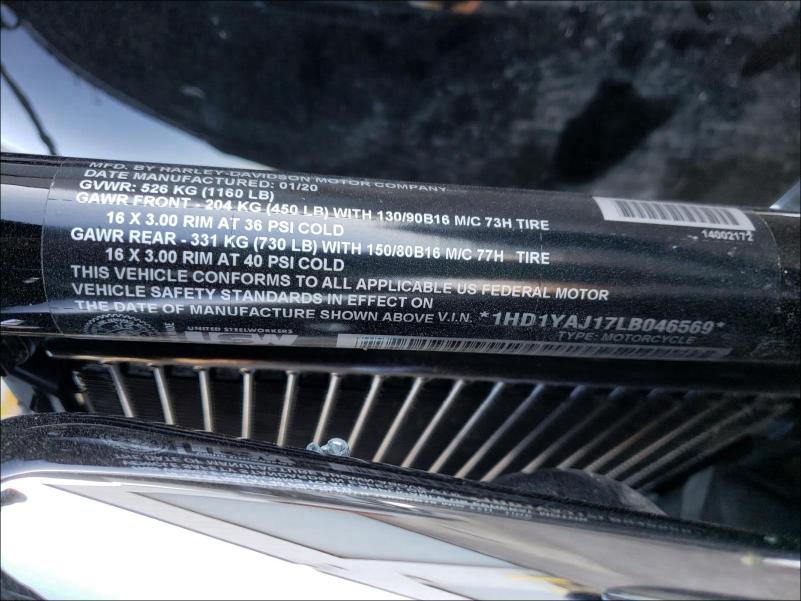 MFD. BY HARLEY-DAVIDSON MOTOR COMPANY
DATE MANUFACTURED: 01/20
GVWR: 526 KG (1160 LB)
GAWR FRONT - 204 KG (450 LB) WITH 130/90B16 M/C 73H TIRE
16 X 3.00 RIM AT 36 PSI COLD
GAWR REAR - 331 KG (730 LB) WITH 150/80B16 M/C 77H TIRE
16 X 3.00 RIM AT 40 PSI COLD
14002172
THIS VEHICLE CONFORMS TO ALL APPLICABLE US FEDERAL MOTOR
VEHICLE SAFETY STANDARDS IN EFFECT ON
THE DATE OF MANUFACTURE SHOWN ABOVE V.I.N. *1HD1YAJ17LB046569*
TYPE: MOTORCYCLE
UNITED STEELWORKERS